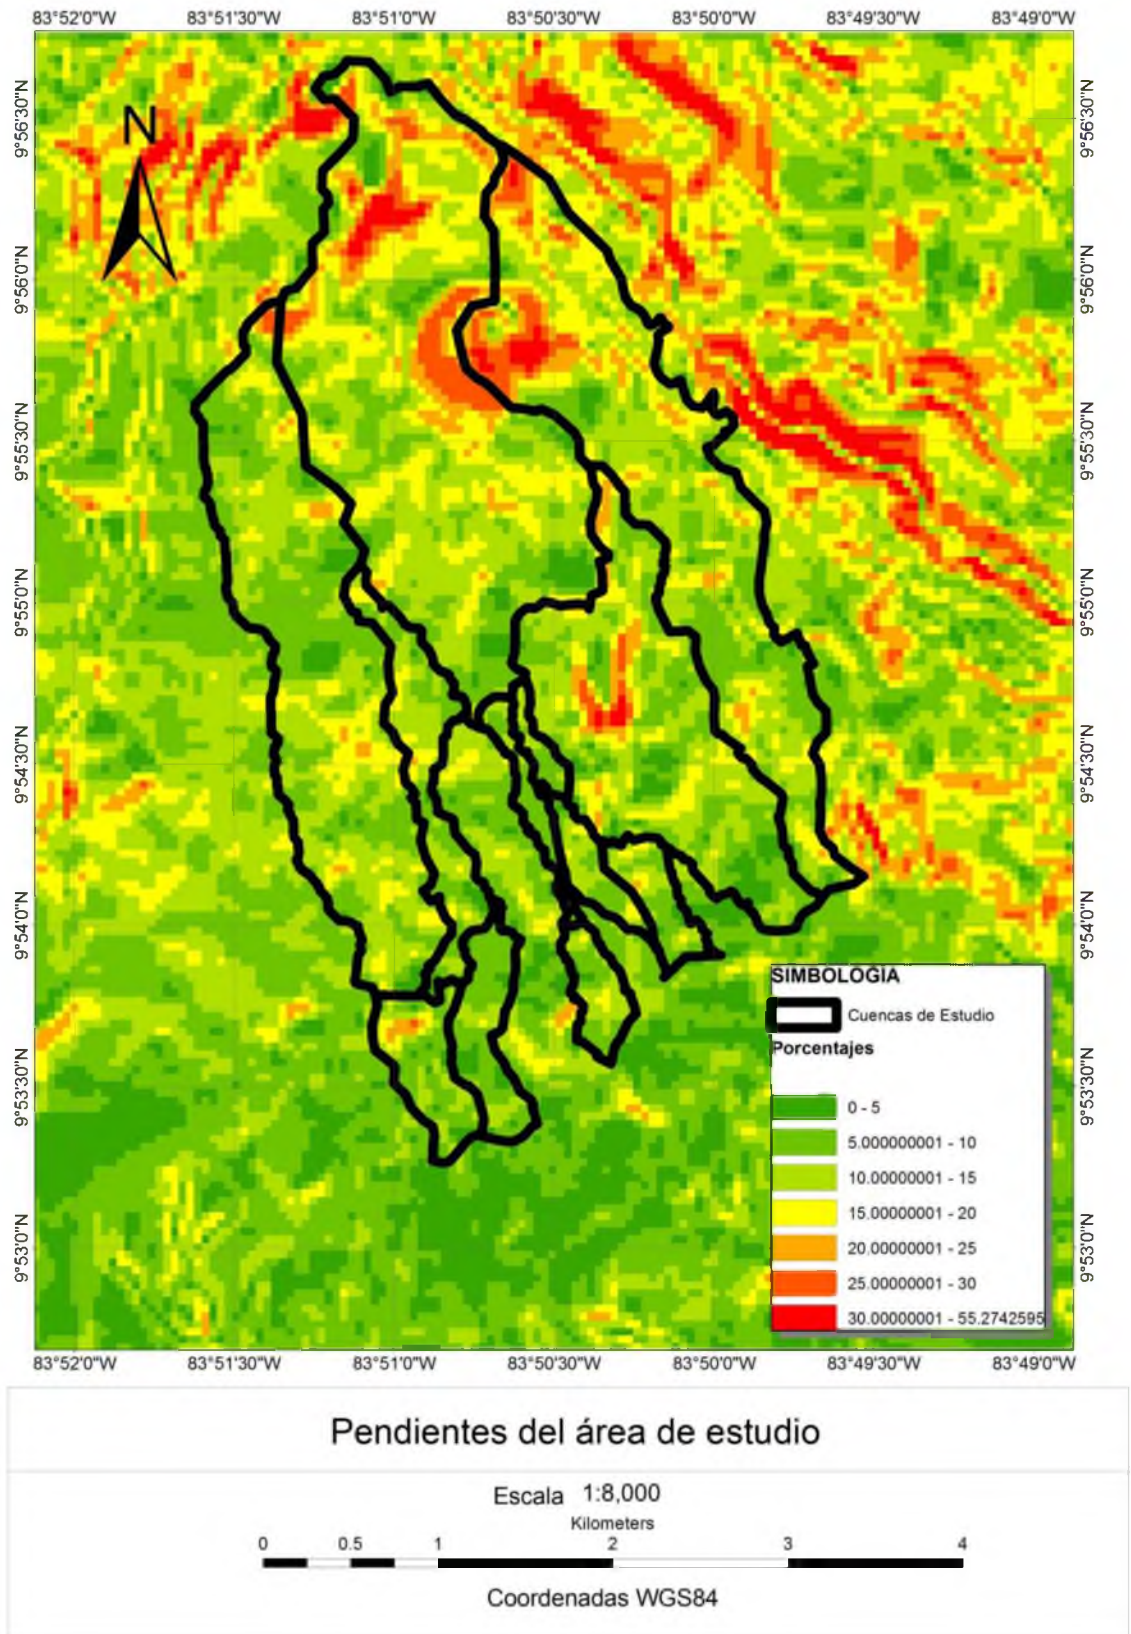 83°52'0"W 83°51'30"W 83°51'0"W 83°50'30"W 83°50'0"W 83°49'30"W 83°49'0"W
N
9°56'30"N 9°56'30"N
9°56'0"N 9°56'0"N
9°55'30"N 9°55'30"N
9°55'0"N 9°55'0"N
9°54'30"N 9°54'30"N
9°54'0"N 9°54'0"N
9°53'30"N 9°53'30"N
9°53'0"N 9°53'0"N
SIMBOLOGIA
Cuencas de Estudio
Porcentajes
0 - 5
5.000000001 - 10
10.00000001 - 15
15.00000001 - 20
20.00000001 - 25
25.00000001 - 30
30.00000001 - 55.2742595
83°52'0"W 83°51'30"W 83°51'0"W 83°50'30"W 83°50'0"W 83°49'30"W 83°49'0"W
Pendientes del área de estudio
Escala 1:8,000
Kilometers
0 0.5 1 2 3 4
Coordenadas WGS84